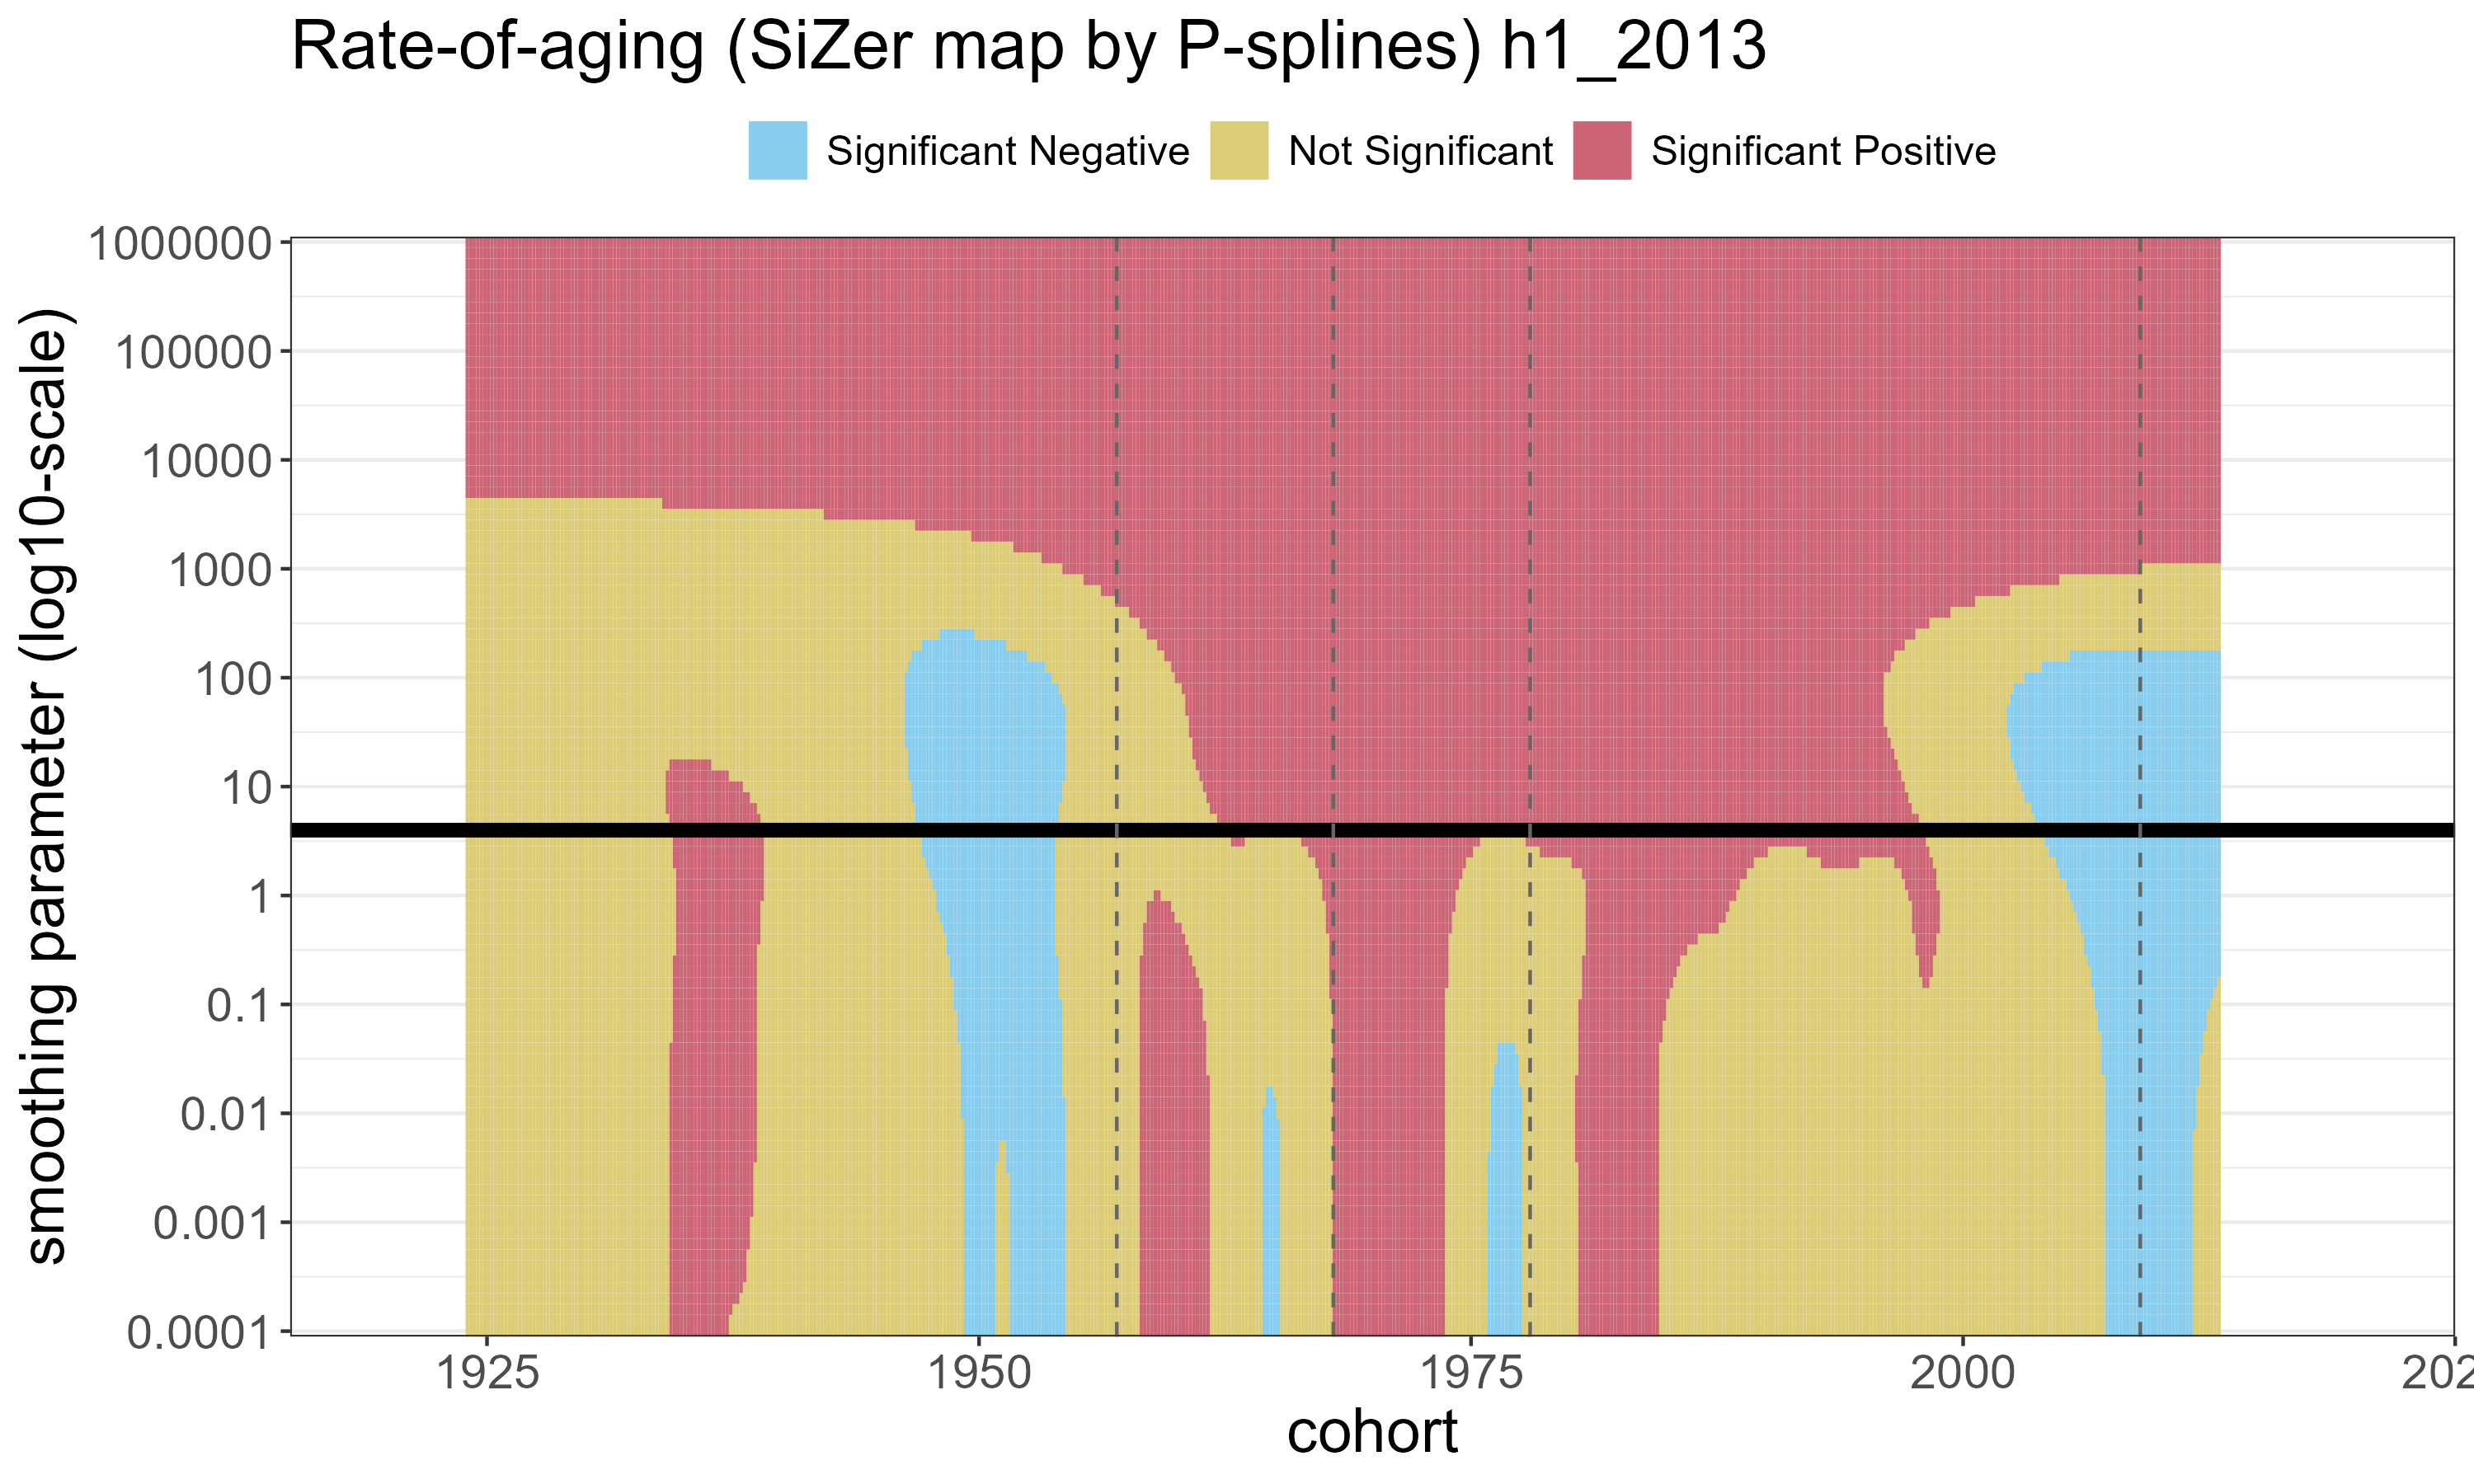 Rate-of-aging (SiZer map by P-splines) h1_2013
Significant Negative Not Significant Significant Positive
smoothing parameter (log10-scale)
1000000
100000
10000
1000
100
10
1
0.1
0.01
0.001
0.0001
1925 1950 1975 2000 202
cohort